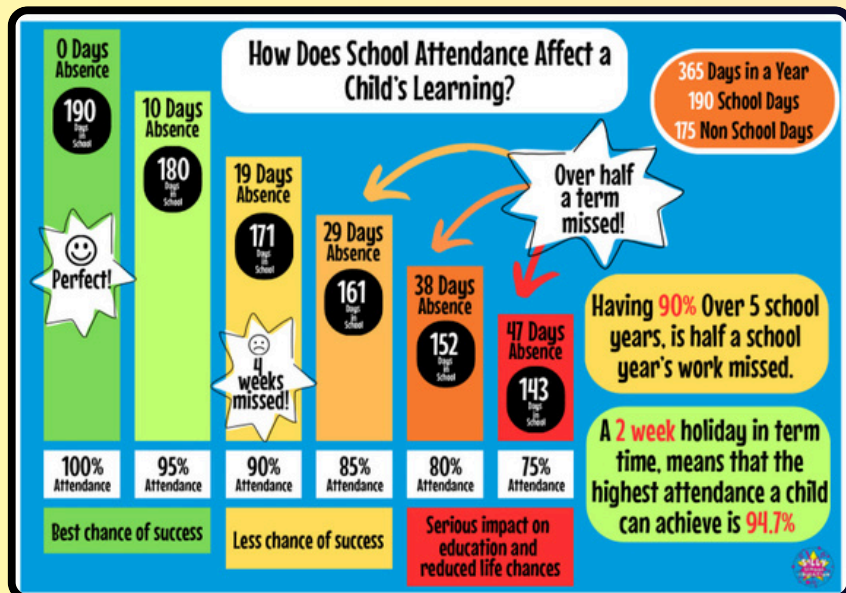 How Does School Attendance Affect a
Child's Learning?
365 Days in a Year
190 School Days
175 Non School Days
0 Days
Absence
190
Days
in
School
Perfect!
10 Days
Absence
180
Days
in
School
19 Days
Absence
171
Days
in
School
4
weeks
missed!
29 Days
Absence
161
Days
in
School
38 Days
Absence
152
Days
in
School
47 Days
Absence
143
Days
in
School
Over half
a term
missed!
Having 90% Over 5 school
years, is half a school
year's work missed.
A 2 week holiday in term
time, means that the
highest attendance a child
can achieve is 94.7%
100%
Attendance
95%
Attendance
90%
Attendance
85%
Attendance
80%
Attendance
75%
Attendance
Best chance of success
Less chance of success
Serious impact on
education and
reduced life chances